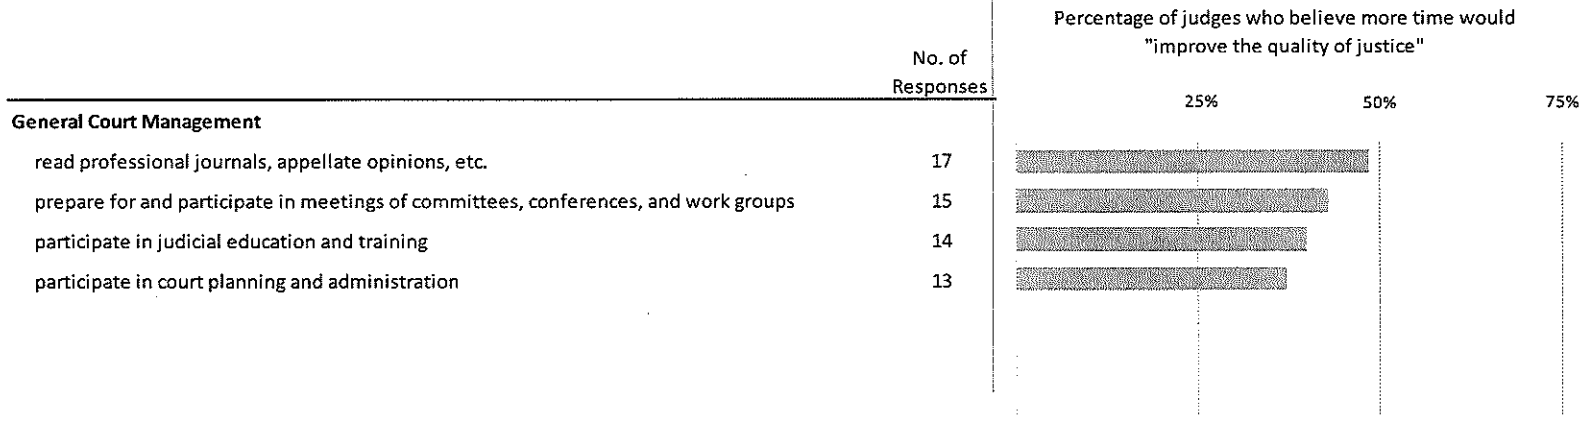 Percentage of judges who believe more time would
"improve the quality of justice"
No. of
Responses
25% 50% 75%
General Court Management
read professional journals, appellate opinions, etc. 17
prepare for and participate in meetings of committees, conferences, and work groups 15
participate in judicial education and training 14
participate in court planning and administration 13